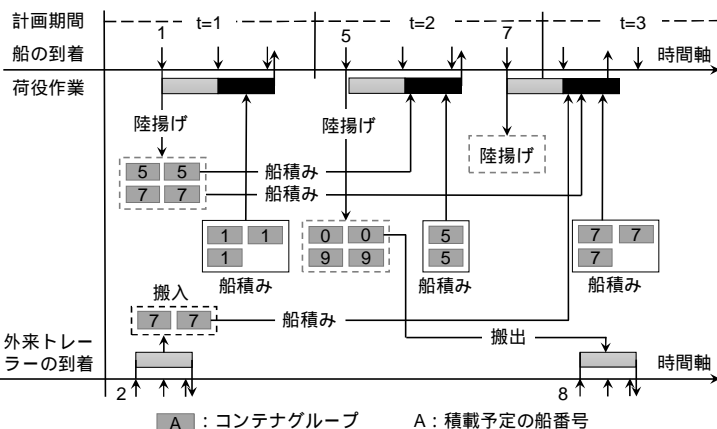 計画期間 t=1 t=2 t=3
船の到着 1 5 7 時間軸
荷役作業
陸揚げ 陸揚げ 陸揚げ
5 5 船積み
7 7 船積み
1 1 0 0 5 7 7
1 9 9 5 7
船積み 船積み 船積み
搬入
7 7 船積み
搬出
外来トレー
ラーの到着 時間軸
2 8
A :コンテナグループ A:積載予定の船番号